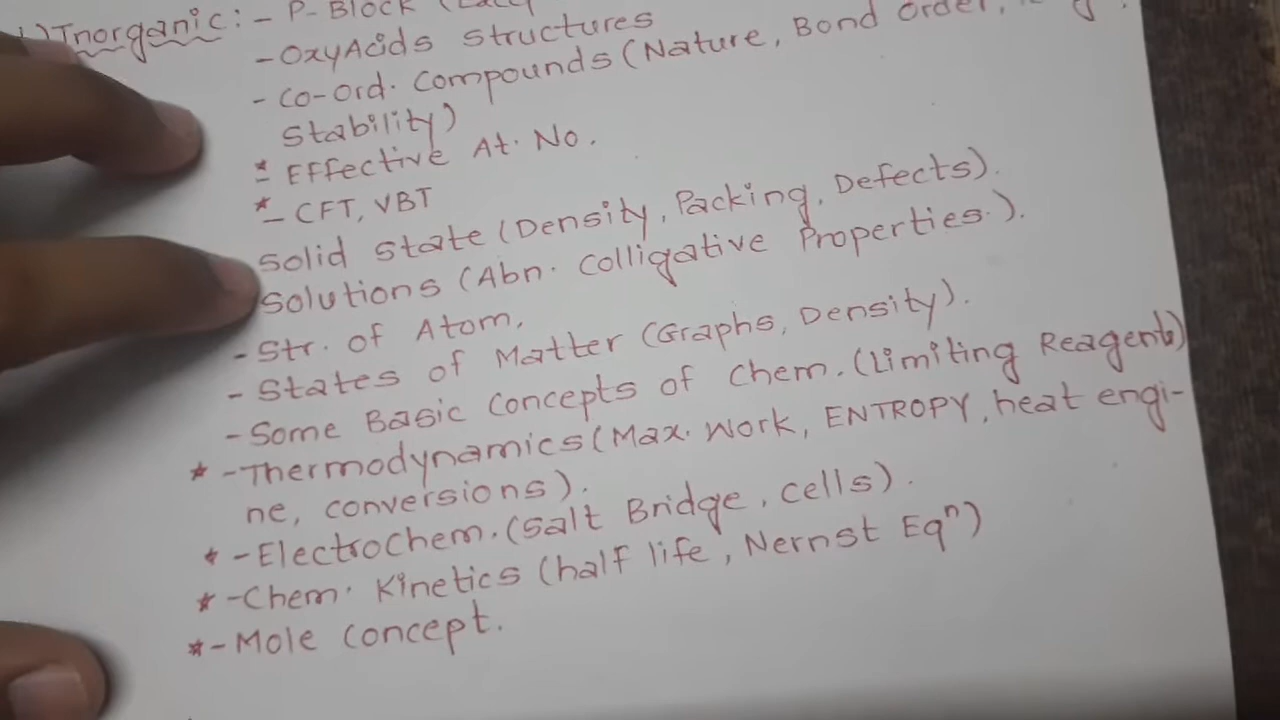 Inorganic:- P-Block
- OxyAcids structures
- Co-Ord. Compounds (Nature, Bond Order,
Stability)
*- Effective At. No.
*- CFT, VBT
Solid State (Density, Packing, Defects).
Solutions (Abn. Colligative Properties.).
- Str. of Atom.
- States of Matter (Graphs, Density).
- Some Basic Concepts of Chem. (Limiting Reagents)
* - Thermodynamics (Max. Work, ENTROPY, heat engi-
ne, conversions).
* - Electrochem. (Salt Bridge, cells).
* - Chem. Kinetics (half life, Nernst Eqⁿ)
* - Mole concept.